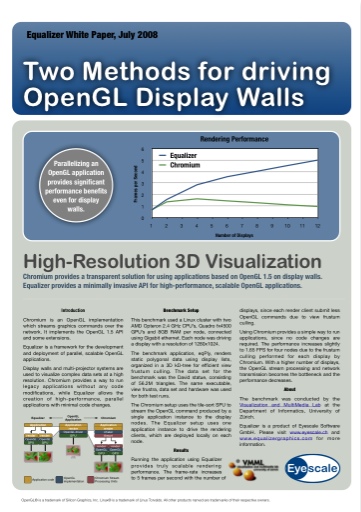 Equalizer White Paper, July 2008
Two Methods for driving
OpenGL Display Walls
Parallelizing an
OpenGL application
provides significant
performance benefits
even for display
walls.
Rendering Performance
Equalizer
Chromium
Frames per Second
6
5
4
3
2
1
0
1 2 3 4 5 6 7 8 9 10 11 12
Number of Displays
High-Resolution 3D Visualization
Chromium provides a transparent solution for using applications based on OpenGL 1.5 on display walls.
Equalizer provides a minimally invasive API for high-performance, scalable OpenGL applications.
Introduction
Chromium is an OpenGL implementation
which streams graphics commands over the
network. It implements the OpenGL 1.5 API
and some extensions.
Equalizer is a framework for the development
and deployment of parallel, scalable OpenGL
applications.
Display walls and multi-projector systems are
used to visualize complex data sets at a high
resolution. Chromium provides a way to run
legacy applications without any code
modifications, while Equalizer allows the
creation of high-performance, parallel
applications with minimal code changes.
Equalizer
Chromium
Application code
Benchmark Setup
This benchmark used a Linux cluster with two
AMD Opteron 2.4 GHz CPU's, Quadro fx4500
GPU's and 8GB RAM per node, connected
using Gigabit ethernet. Each node was driving
a display with a resolution of 1280x1024.
The benchmark application, eqPly, renders
static polygonal data using display lists,
organized in a 3D kD-tree for efficient view
frustum culling. The data set for the
benchmark was the David statue, consisting
of 56.2M triangles. The same executable,
view frusta, data set and hardware was used
for both test runs.
The Chromium setup uses the tile-sort SPU to
stream the OpenGL command produced by a
single application instance to the display
nodes. The Equalizer setup uses one
application instance to drive the rendering
clients, which are deployed locally on each
node.
Results
Running the application using Equalizer
provides truly scalable rendering
performance. The frame-rate increases
to 5 frames per second with the number of
displays, since each render client submit less
OpenGL commands due to view frustum
culling.
Using Chromium provides a simple way to run
applications, since no code changes are
required. The performance increases slightly
to 1.65 FPS for four nodes due to the frustum
culling performed for each display by
Chromium. With a higher number of displays,
the OpenGL stream processing and network
transmission becomes the bottleneck and the
performance decreases.
About
The benchmark was conducted by the
Visualization and MultiMedia Lab at the
Department of Informatics, University of
Zürich.
Equalizer is a product of Eyescale Software
GmbH. Please visit www.eyescale.ch and
www.equalizergraphics.com for more
information.
VMML
Eyescale
OpenGL® is a trademark of Silicon Graphics, Inc. Linux® is a trademark of Linus Torvalds. All other products named are trademarks of their respective owners.